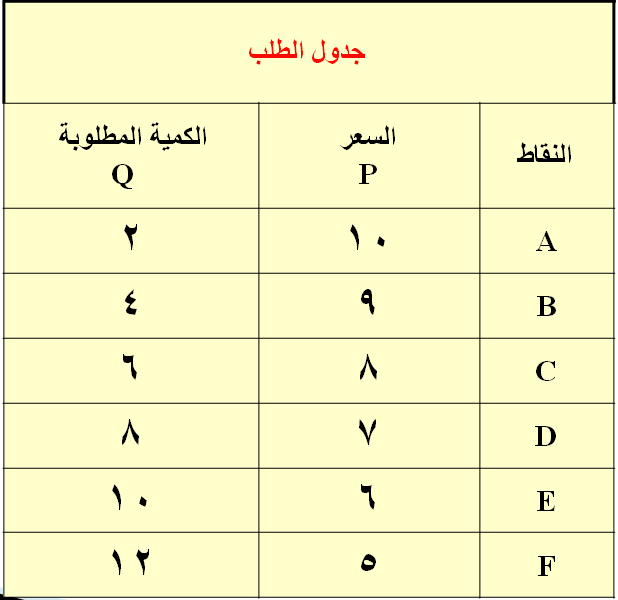 جدول الطلب
النقاط السعر P الكمية المطلوبة Q
A ١٠ ٢
B ٩ ٤
C ٨ ٦
D ٧ ٨
E ٦ ١٠
F ٥ ١٢